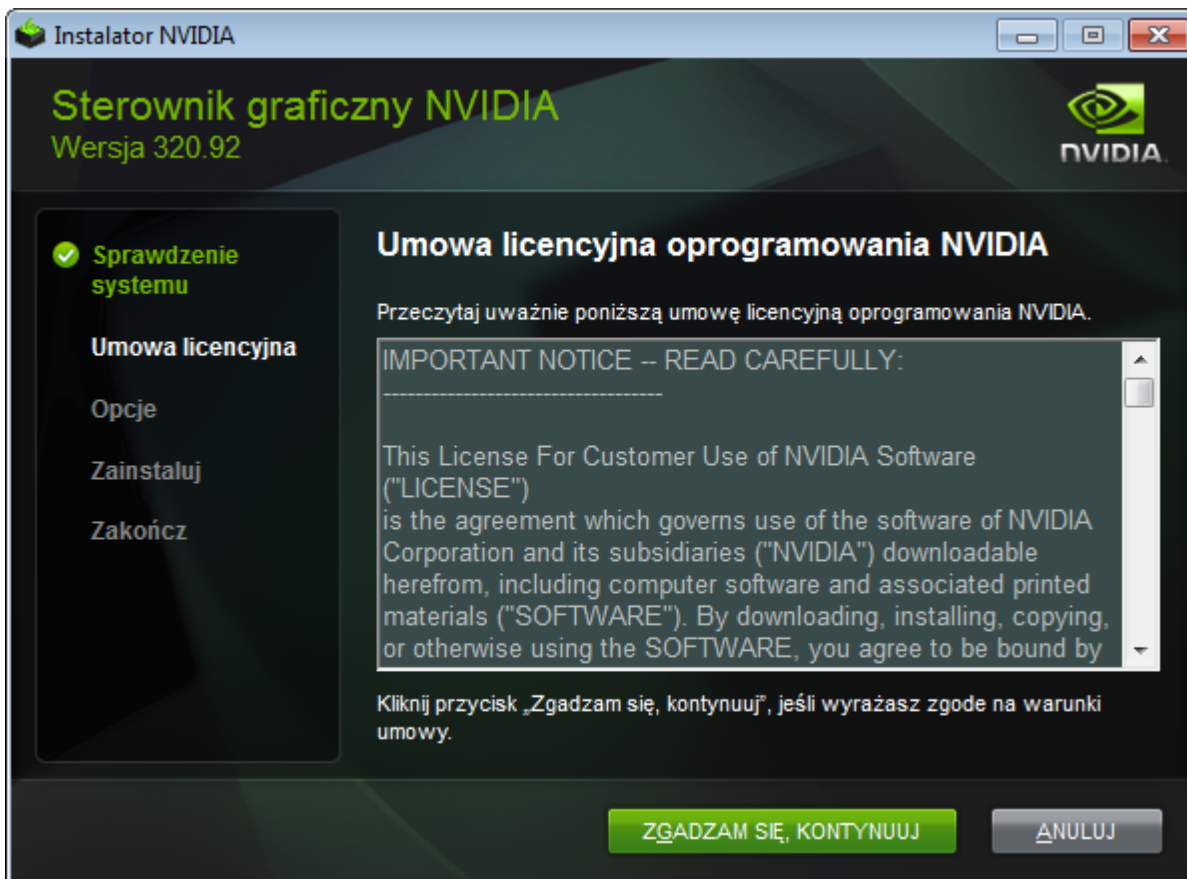 Instalator NVIDIA
Sterownik graficzny NVIDIA
Wersja 320.92
NVIDIA.
Sprawdzenie
systemu
Umowa licencyjna
Opcje
Zainstaluj
Zakończ
Umowa licencyjna oprogramowania NVIDIA
Przeczytaj uważnie poniższą umowę licencyjną oprogramowania NVIDIA.
IMPORTANT NOTICE -- READ CAREFULLY:
-----------------------------------
This License For Customer Use of NVIDIA Software
("LICENSE")
is the agreement which governs use of the software of NVIDIA
Corporation and its subsidiaries ("NVIDIA") downloadable
herefrom, including computer software and associated printed
materials ("SOFTWARE"). By downloading, installing, copying,
or otherwise using the SOFTWARE, you agree to be bound by
Kliknij przycisk „Zgadzam się, kontynuuj”, jeśli wyrażasz zgode na warunki
umowy.
ZGADZAM SIĘ, KONTYNUUJ
ANULUJ